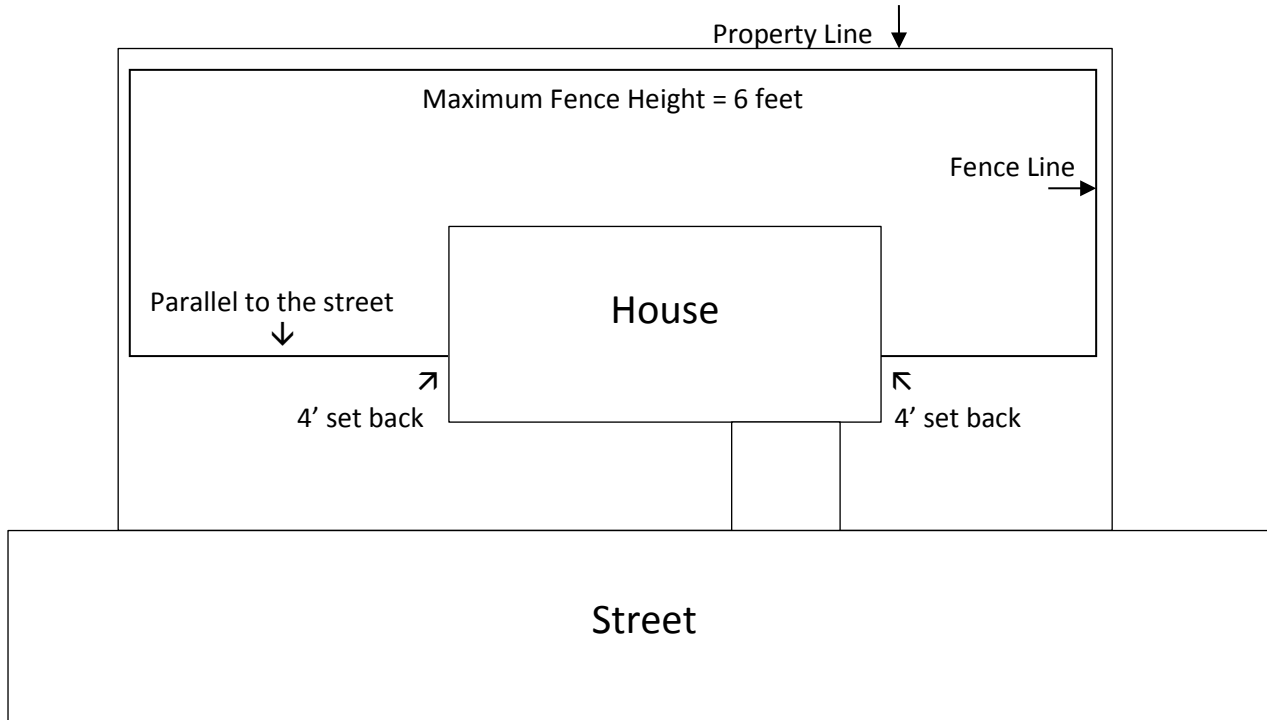 Property Line
Maximum Fence Height = 6 feet
Fence Line
Parallel to the street
House
4’ set back
4’ set back
Street